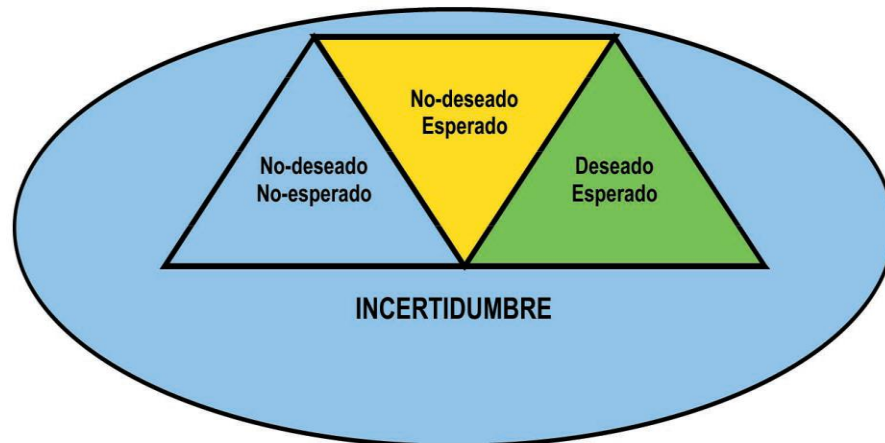 No-deseado
Esperado
No-deseado
No-esperado
Deseado
Esperado
INCERTIDUMBRE